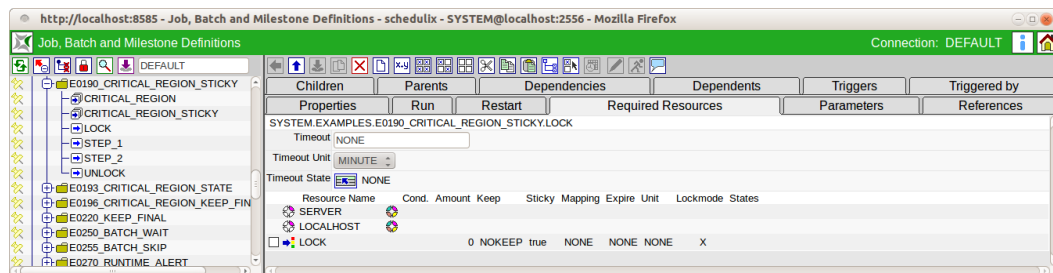 http://localhost:8585 - Job, Batch and Milestone Definitions - schedulix - SYSTEM@localhost:2556 - Mozilla Firefox
Job, Batch and Milestone Definitions
Connection: DEFAULT
DEFAULT
E0190_CRITICAL_REGION_STICKY
CRITICAL_REGION
CRITICAL_REGION_STICKY
LOCK
STEP_1
STEP_2
UNLOCK
E0193_CRITICAL_REGION_STATE
E0196_CRITICAL_REGION_KEEP_FIN
E0220_KEEP_FINAL
E0250_BATCH_WAIT
E0255_BATCH_SKIP
E0270_RUNTIME_ALERT
Children Parents Dependencies Dependents Triggers Triggered by
Properties Run Restart Required Resources Parameters References
SYSTEM.EXAMPLES.E0190_CRITICAL_REGION_STICKY.LOCK
Timeout NONE
Timeout Unit MINUTE
Timeout State NONE
Resource Name Cond. Amount Keep Sticky Mapping Expire Unit Lockmode States
SERVER
LOCALHOST
LOCK 0 NOKEEP true NONE NONE NONE X